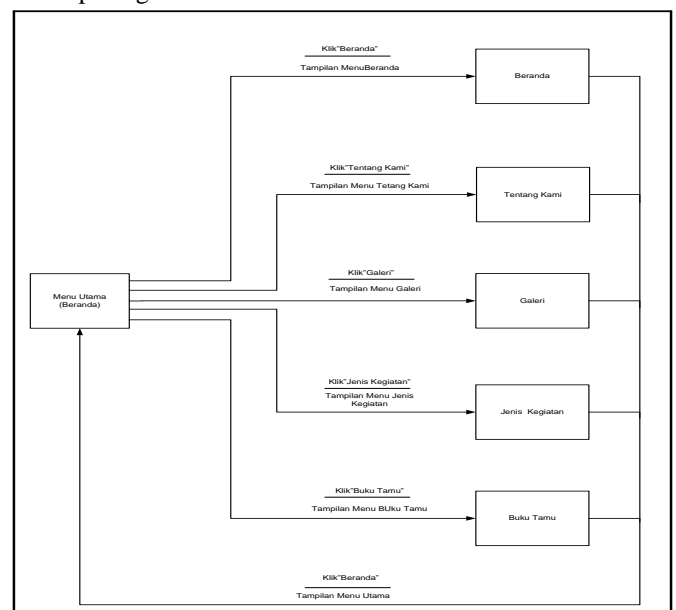 Klik"Beranda"
Tampilan MenuBeranda
Beranda
Klik"Tentang Kami"
Tampilan Menu Tetang Kami
Tentang Kami
Klik"Galeri"
Tampilan Menu Galeri
Galeri
Menu Utama
(Beranda)
Klik"Jenis Kegiatan"
Tampilan Menu Jenis
Kegiatan
Jenis Kegiatan
Klik"Buku Tamu"
Tampilan Menu BUku Tamu
Buku Tamu
Klik"Beranda"
Tampilan Menu Utama